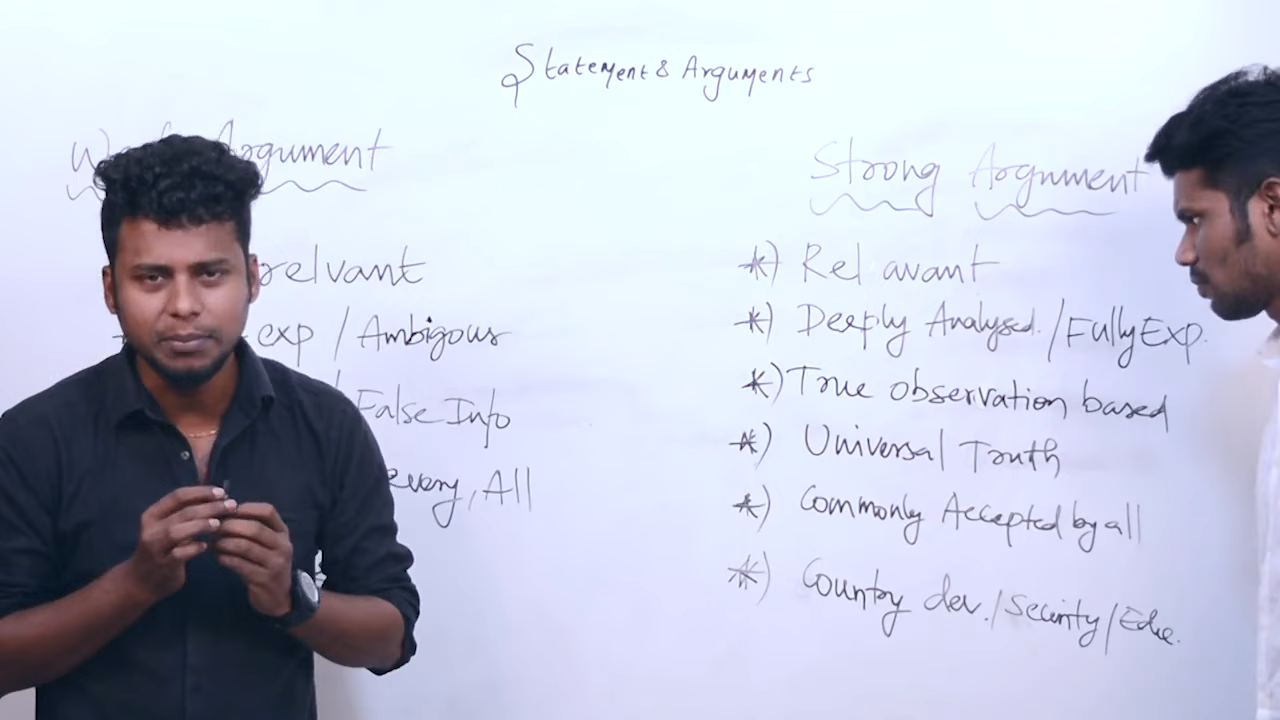 Statement & Arguments
Argument
relvant
exp / Ambigous
False Info
every, All
Strong Argument
*) Relavant
*) Deeply Analysed. / Fully Exp.
*) True observation based
*) Universal Truth
*) Commonly Accepted by all
*) Country dev. / Security / Edu.